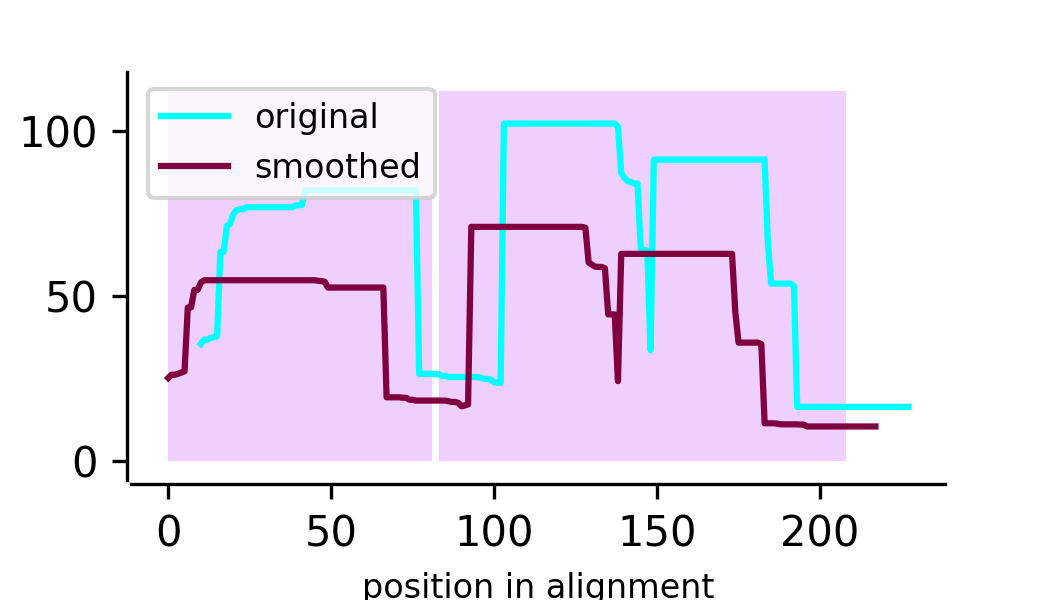 original
smoothed
100
50
0
0 50 100 150 200
position in alignment